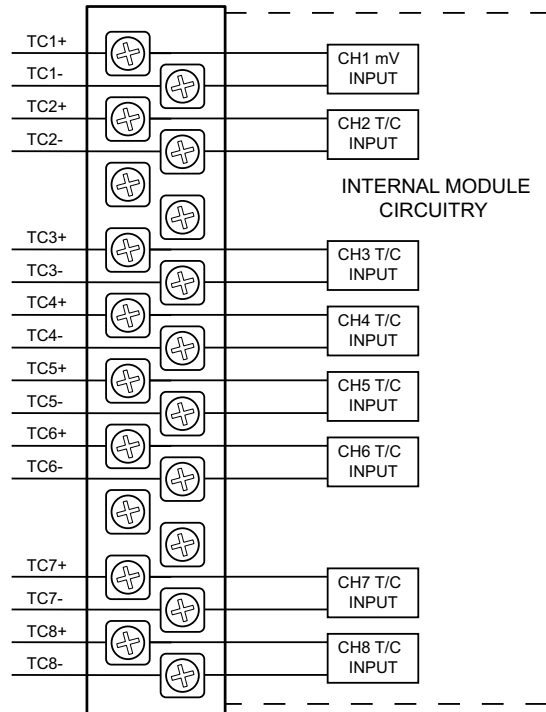 TC1+
CH1 mV
INPUT
TC1-
TC2+
CH2 T/C
INPUT
TC2-
INTERNAL MODULE
CIRCUITRY
TC3+
CH3 T/C
INPUT
TC3-
TC4+
CH4 T/C
INPUT
TC4-
TC5+
CH5 T/C
INPUT
TC5-
TC6+
CH6 T/C
INPUT
TC6-
TC7+
CH7 T/C
INPUT
TC7-
TC8+
CH8 T/C
INPUT
TC8-